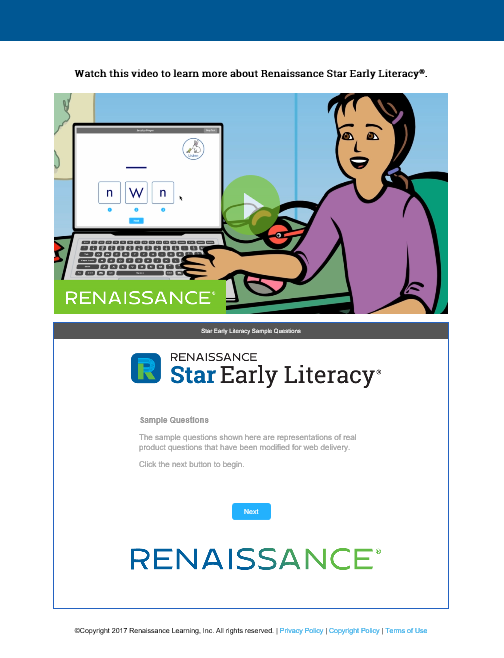 Watch this video to learn more about Renaissance Star Early Literacy®.
n W n
RENAISSANCE®
Star Early Literacy Sample Questions
RENAISSANCE
Star Early Literacy®
Sample Questions
The sample questions shown here are representations of real
product questions that have been modified for web delivery.
Click the next button to begin.
Next
RENAISSANCE®
©Copyright 2017 Renaissance Learning, Inc. All rights reserved. | Privacy Policy | Copyright Policy | Terms of Use